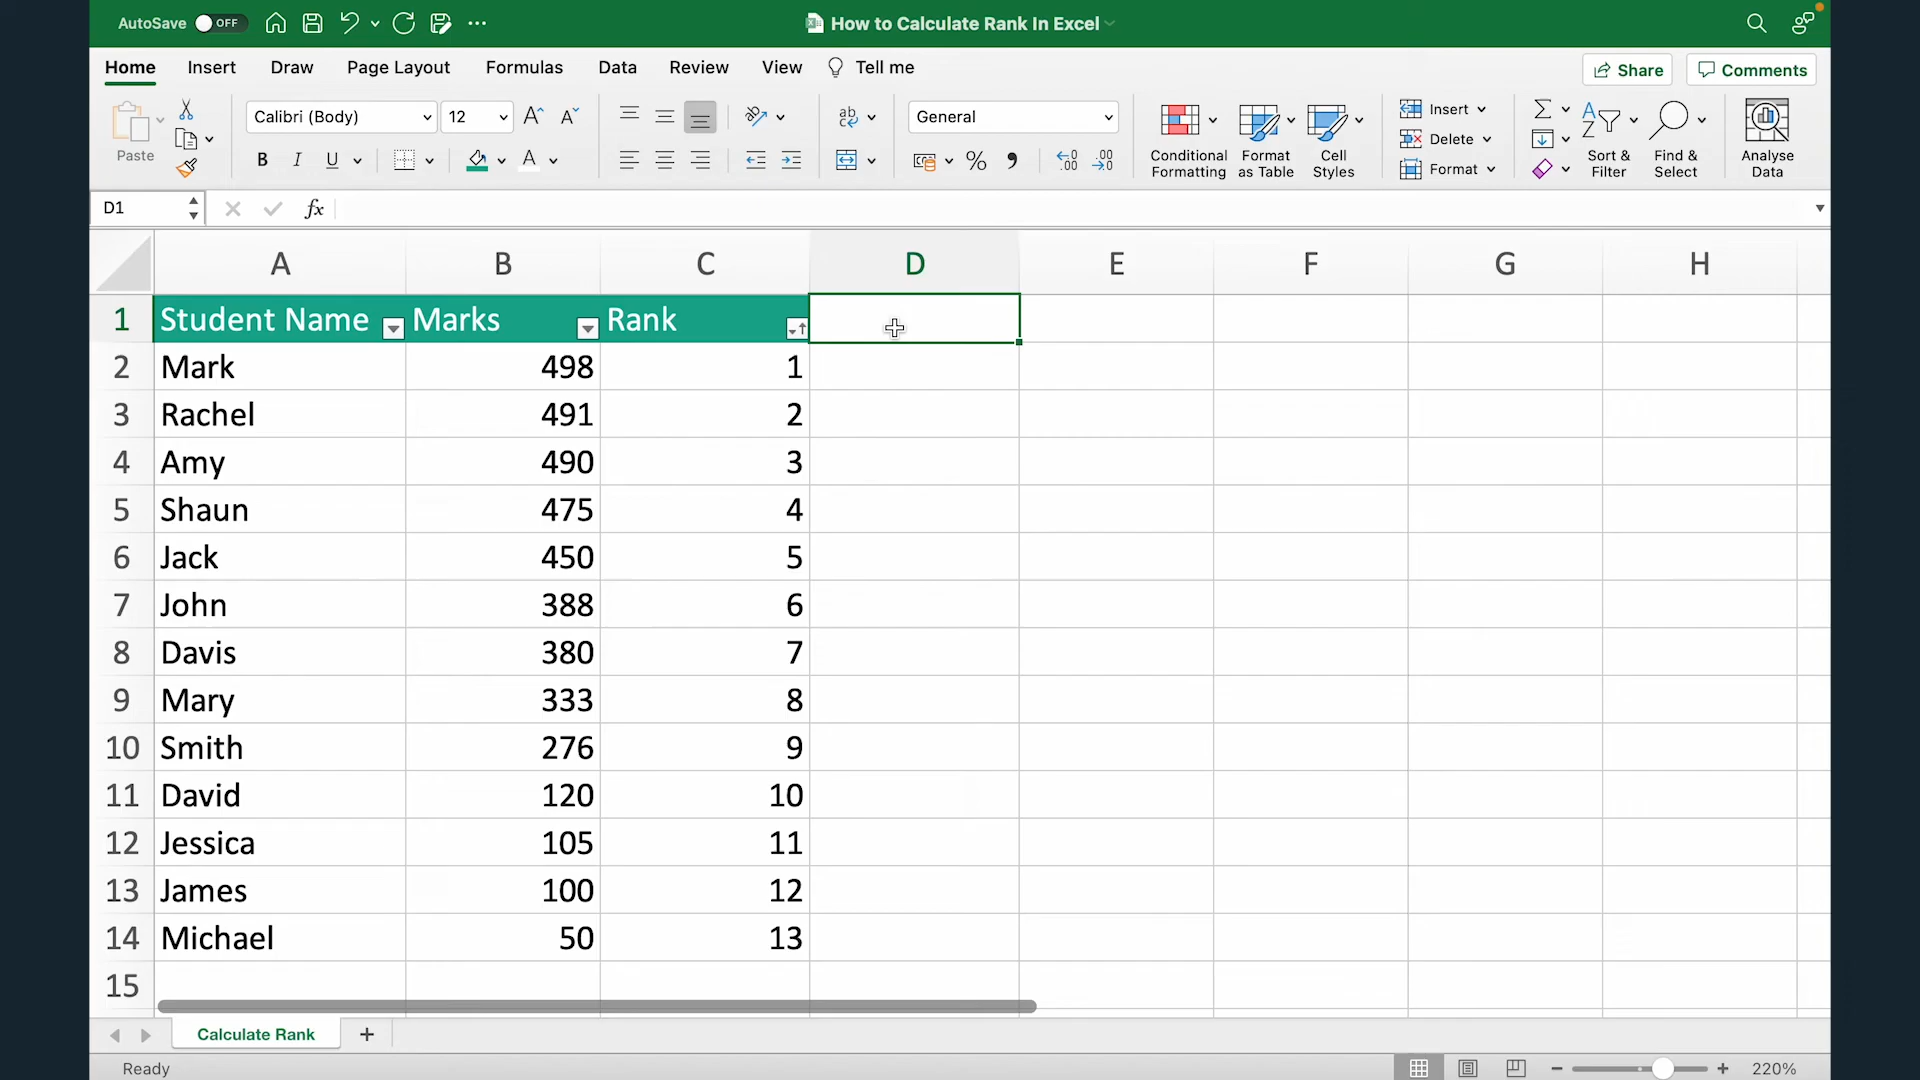 AutoSave OFF How to Calculate Rank In Excel
Home Insert Draw Page Layout Formulas Data Review View Tell me Share Comments
Paste
Calibri (Body) 12
B I U A
ab
c
General
% 9
.00 .00
Conditional Formatting
Format as Table
Cell Styles
Insert
Delete
Format
Sort & Filter
Find & Select
Analyse Data
D1 fx
A B C D E F G H
1 Student Name Marks Rank
2 Mark 498 1
3 Rachel 491 2
4 Amy 490 3
5 Shaun 475 4
6 Jack 450 5
7 John 388 6
8 Davis 380 7
9 Mary 333 8
10 Smith 276 9
11 David 120 10
12 Jessica 105 11
13 James 100 12
14 Michael 50 13
15
Calculate Rank +
Ready 220%